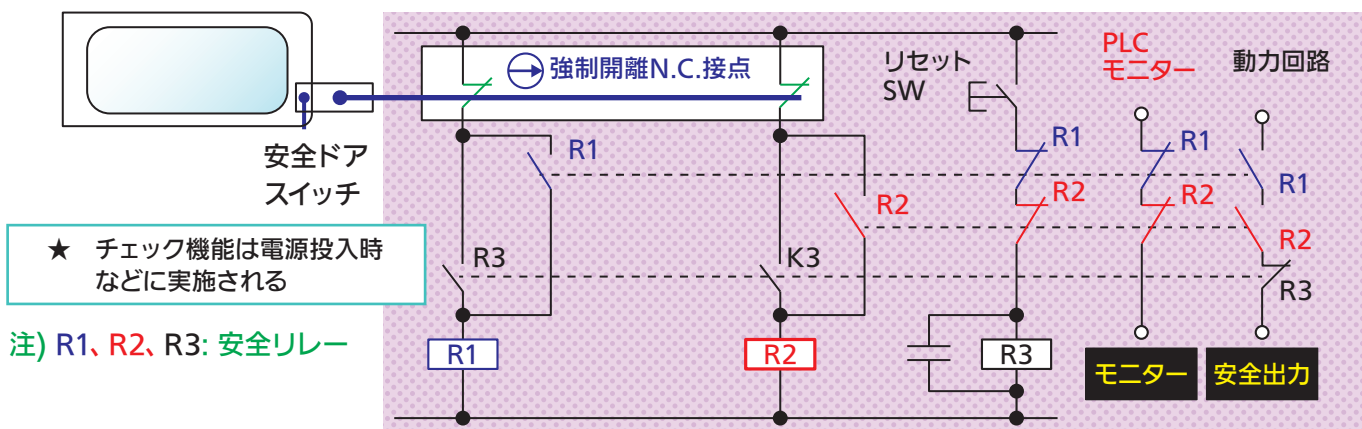 強制開離N.C.接点
リセット
SW
PLC
モニター
動力回路
安全ドア
スイッチ
R1
R1
R1
R1
R2
R2
R2
R2
★ チェック機能は電源投入時
などに実施される
R3
K3
R3
注) R1、R2、R3: 安全リレー
R1
R2
R3
モニター
安全出力